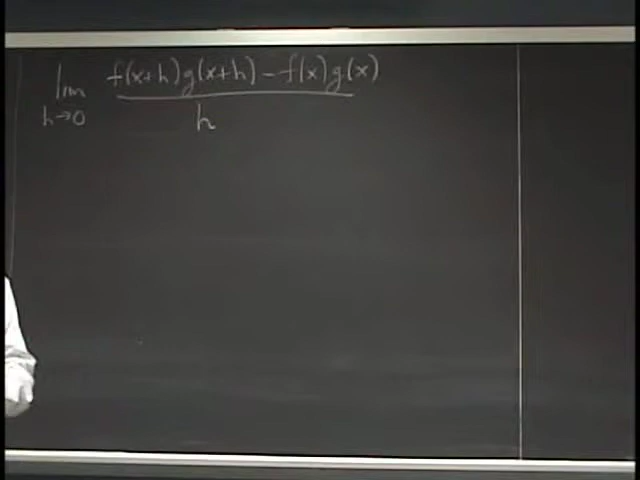 lim f(x+h)g(x+h) - f(x)g(x)
h→0 h